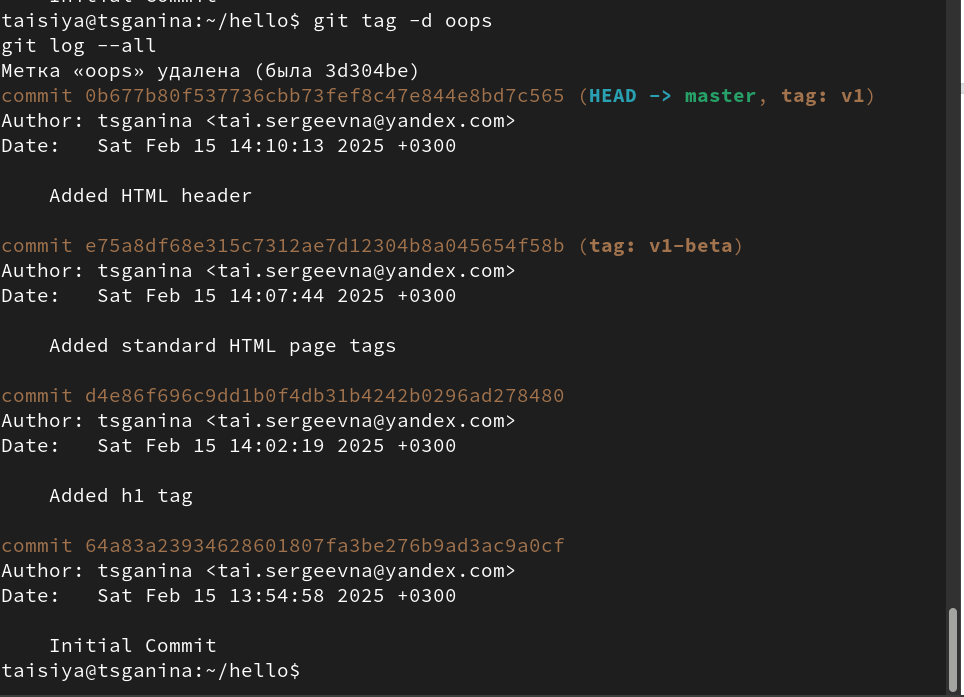 Initial Commit
taisiya@tsganina:~/hello$ git tag -d oops
git log --all
Метка «oops» удалена (была 3d304be)
commit 0b677b80f537736cbb73fef8c47e844e8bd7c565 (HEAD -> master, tag: v1)
Author: tsganina <tai.sergeevna@yandex.com>
Date:   Sat Feb 15 14:10:13 2025 +0300
    Added HTML header
commit e75a8df68e315c7312ae7d12304b8a045654f58b (tag: v1-beta)
Author: tsganina <tai.sergeevna@yandex.com>
Date:   Sat Feb 15 14:07:44 2025 +0300
    Added standard HTML page tags
commit d4e86f696c9dd1b0f4db31b4242b0296ad278480
Author: tsganina <tai.sergeevna@yandex.com>
Date:   Sat Feb 15 14:02:19 2025 +0300
    Added h1 tag
commit 64a83a23934628601807fa3be276b9ad3ac9a0cf
Author: tsganina <tai.sergeevna@yandex.com>
Date:   Sat Feb 15 13:54:58 2025 +0300
    Initial Commit
taisiya@tsganina:~/hello$